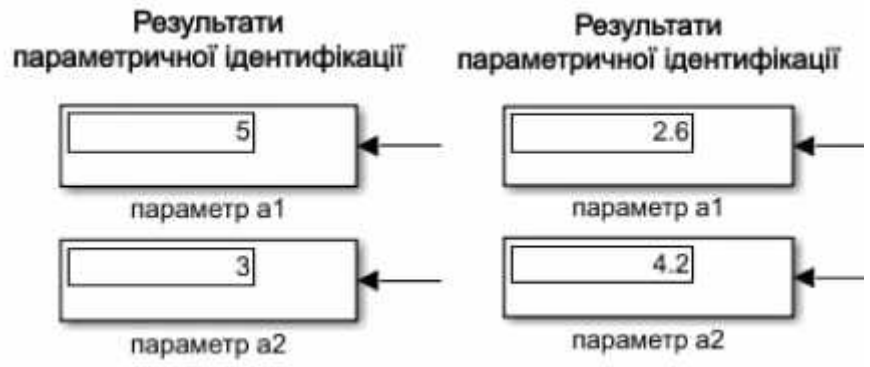 Результати
параметричної ідентифікації
5
параметр a1
3
параметр a2
Результати
параметричної ідентифікації
2.6
параметр a1
4.2
параметр a2